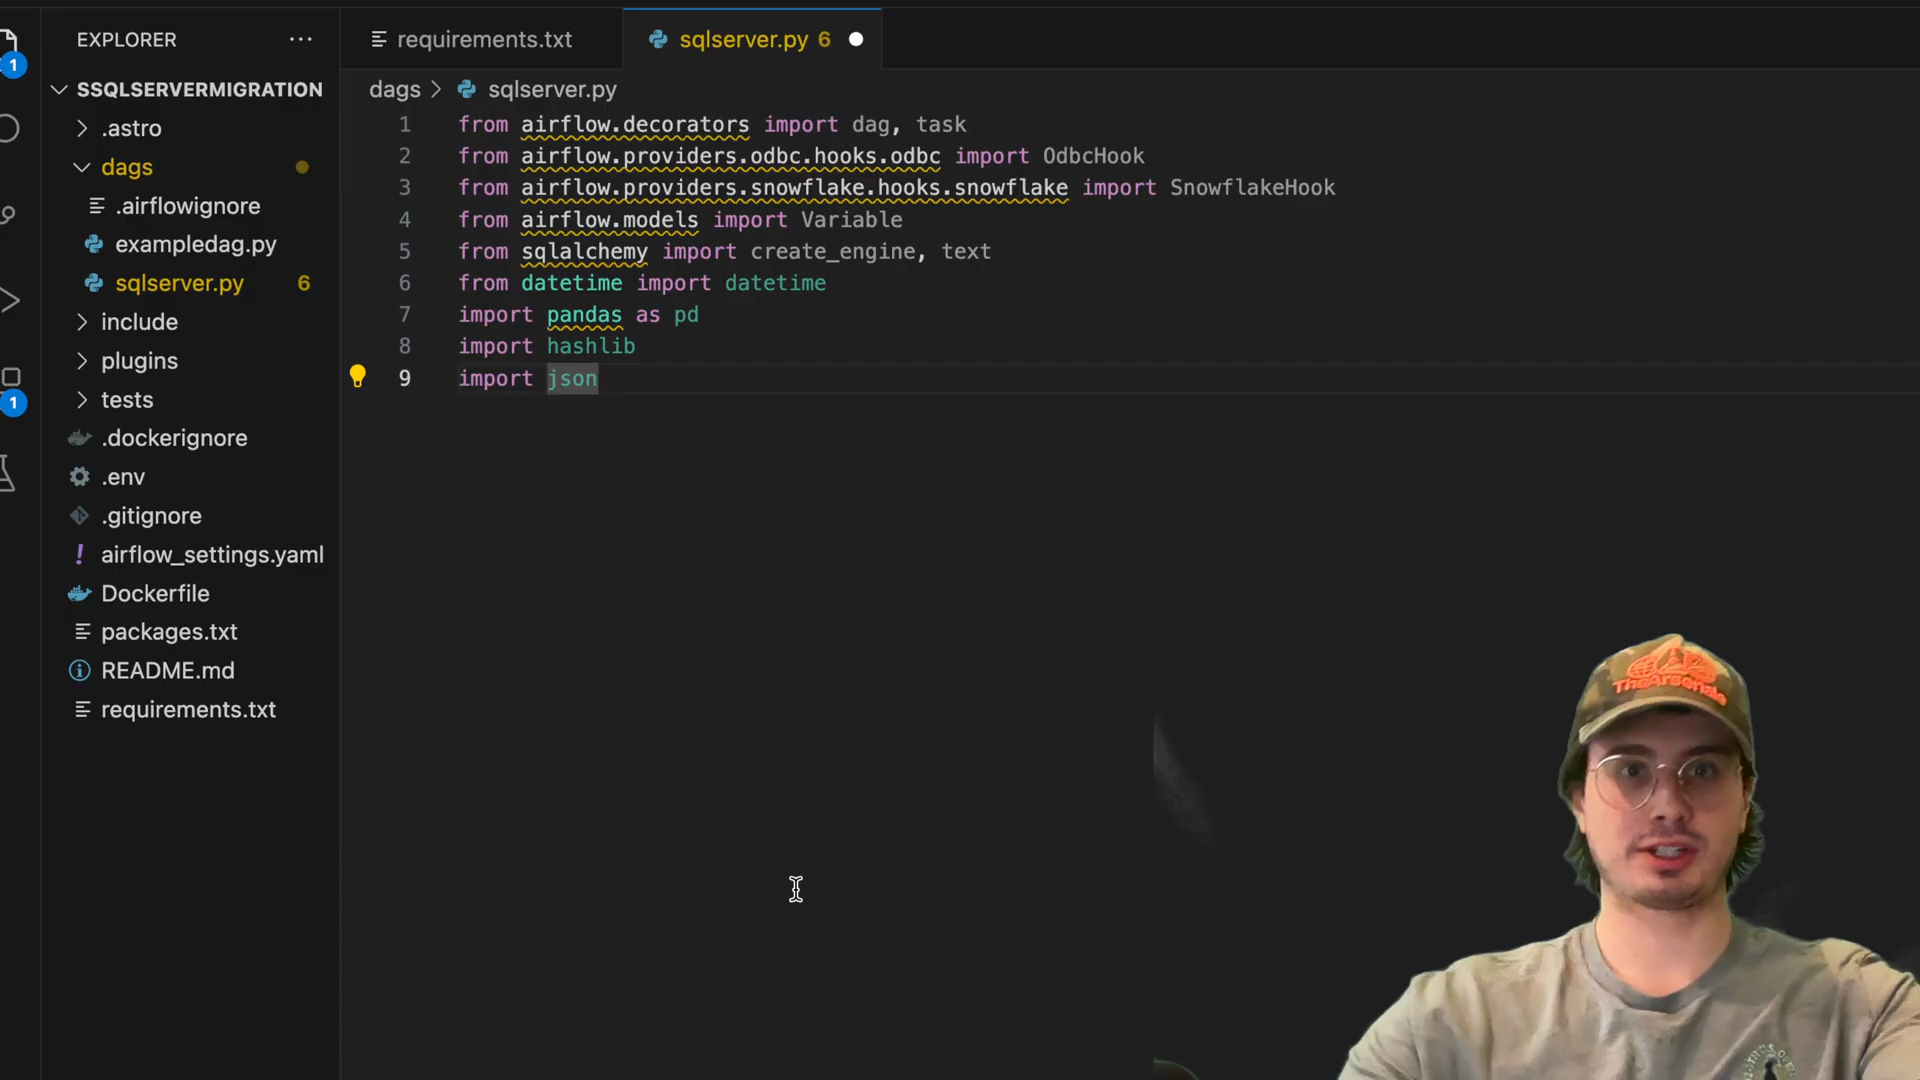 EXPLORER
requirements.txt
sqlserver.py 6
1
SSQLSERVERMIGRATION
dags
sqlserver.py
.astro
dags
.airflowignore
exampledag.py
sqlserver.py 6
include
plugins
1
tests
.dockerignore
.env
.gitignore
airflow_settings.yaml
Dockerfile
packages.txt
README.md
requirements.txt
1 from airflow.decorators import dag, task
2 from airflow.providers.odbc.hooks.odbc import OdbcHook
3 from airflow.providers.snowflake.hooks.snowflake import SnowflakeHook
4 from airflow.models import Variable
5 from sqlalchemy import create_engine, text
6 from datetime import datetime
7 import pandas as pd
8 import hashlib
9 import json
TheArsenale